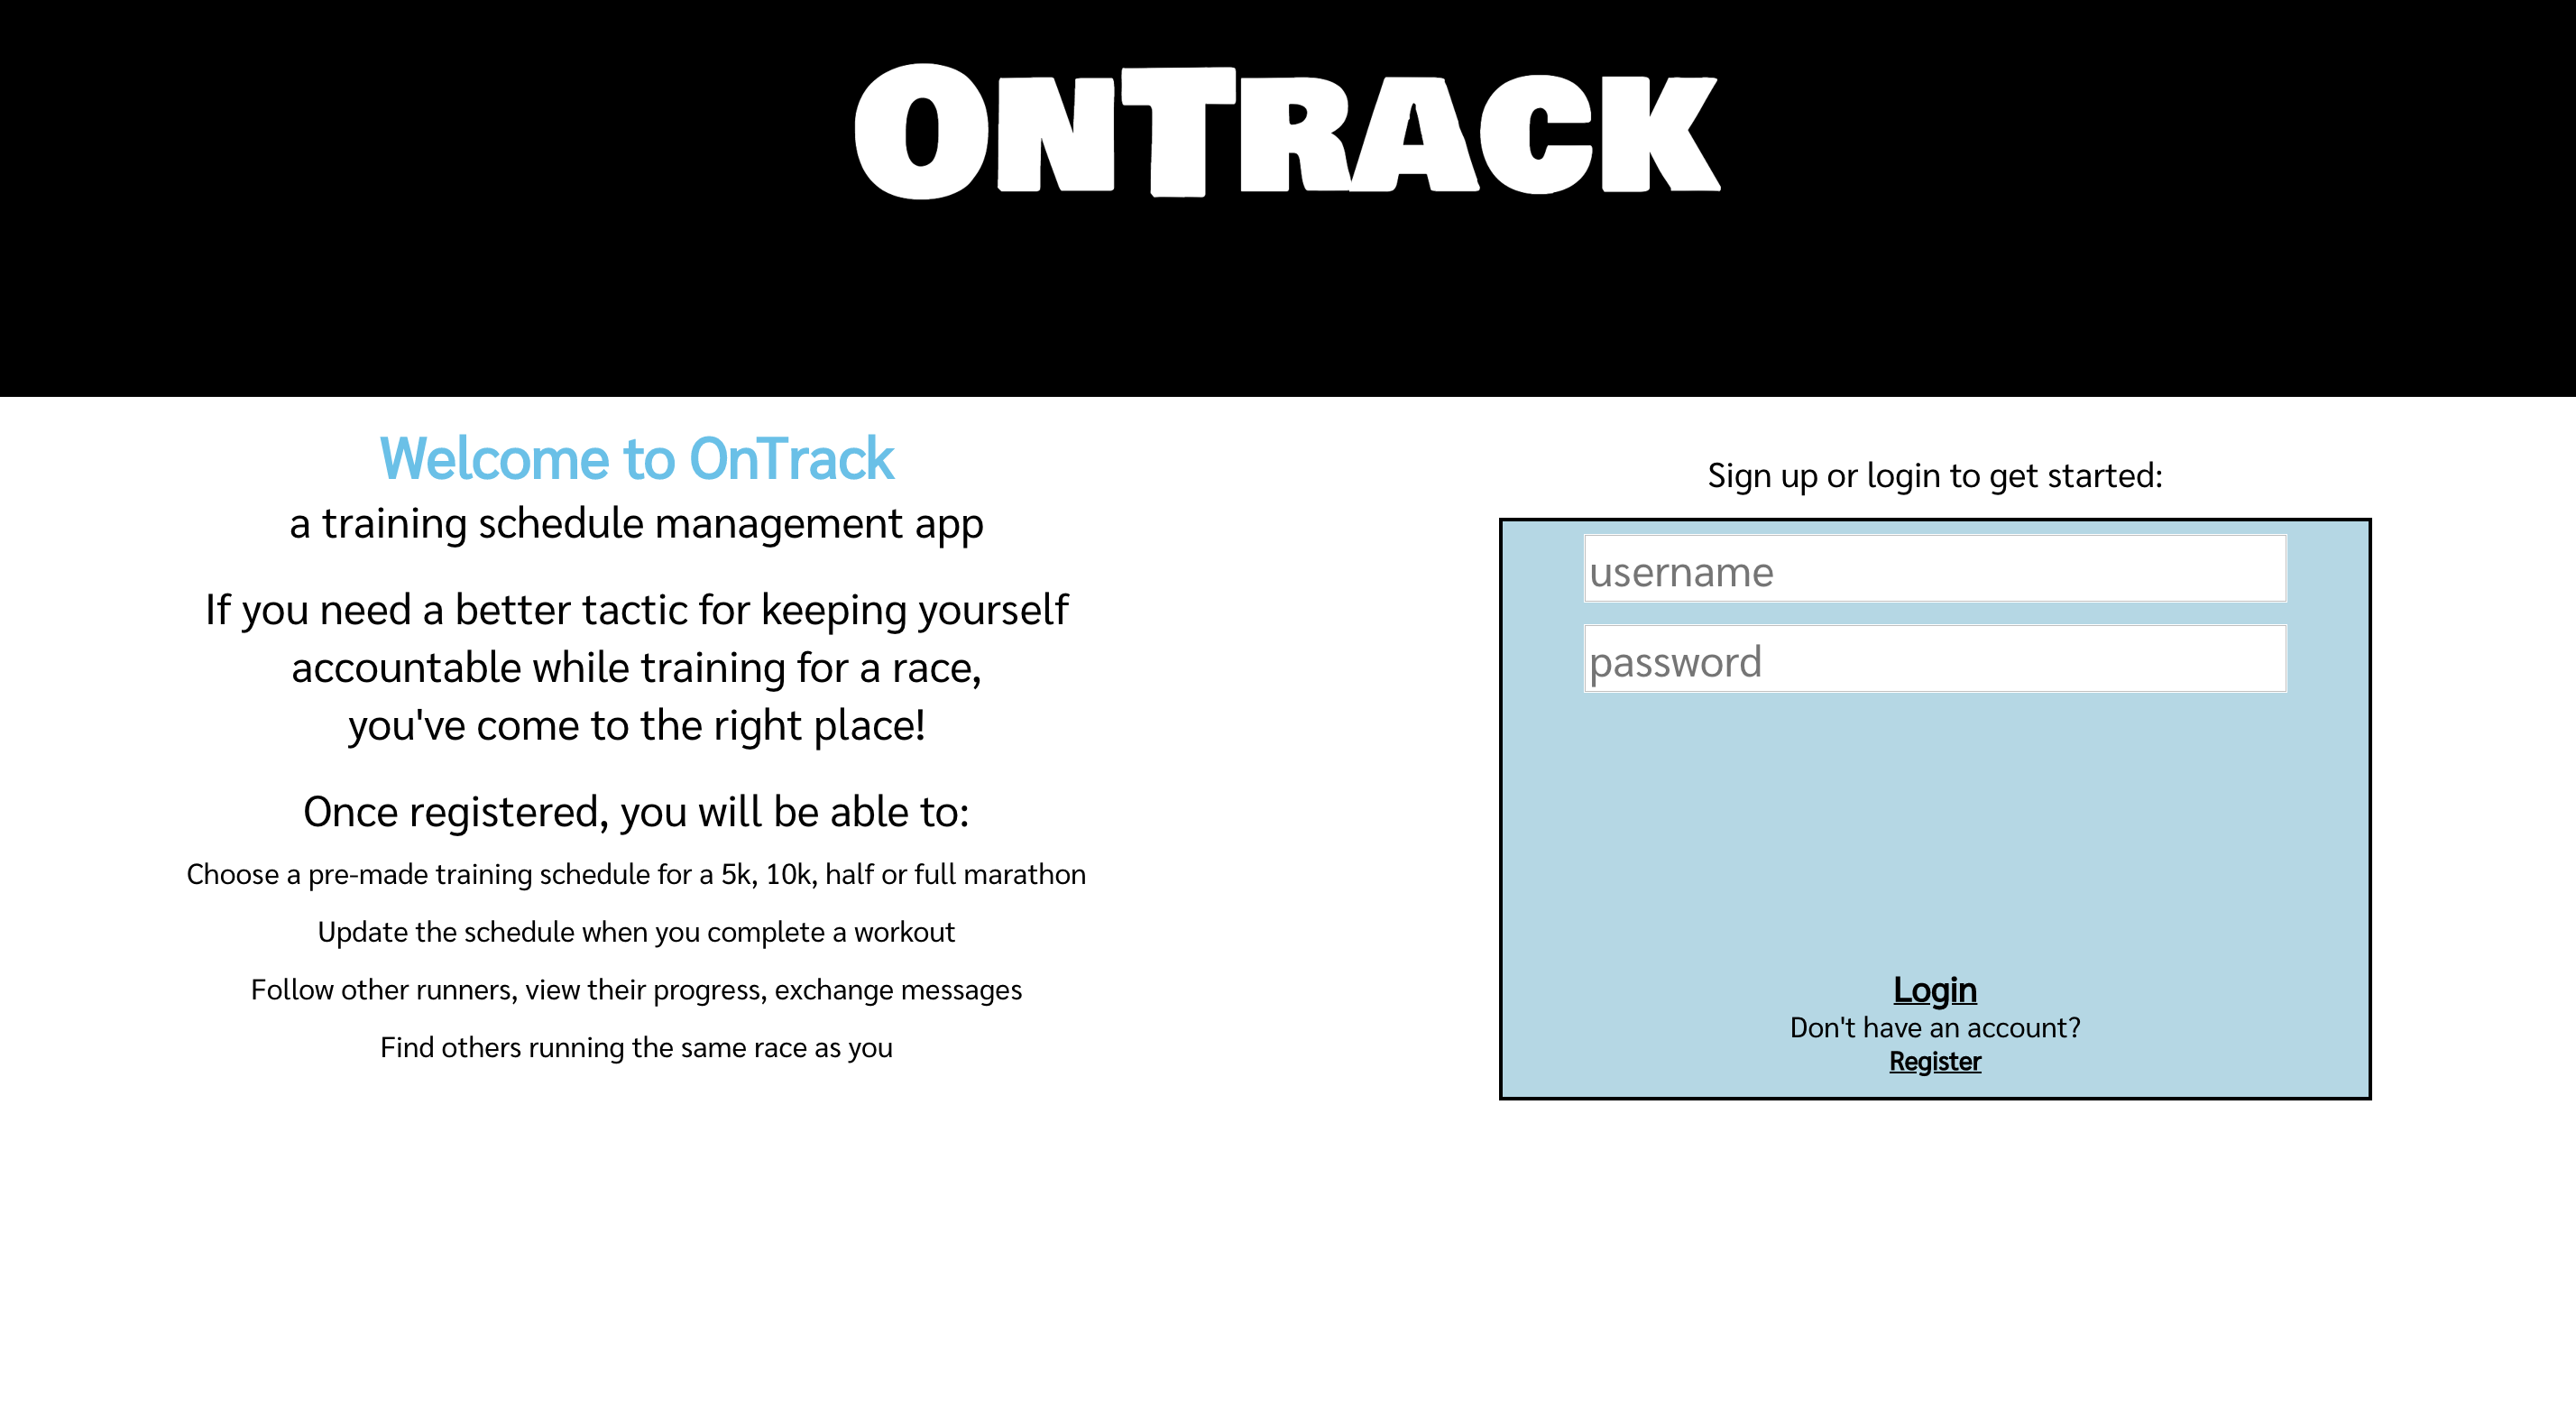 OnTrack
Welcome to OnTrack
a training schedule management app
If you need a better tactic for keeping yourself
accountable while training for a race,
you've come to the right place!
Once registered, you will be able to:
Choose a pre-made training schedule for a 5k, 10k, half or full marathon
Update the schedule when you complete a workout
Follow other runners, view their progress, exchange messages
Find others running the same race as you
Sign up or login to get started:
username
password
Login
Don't have an account?
Register